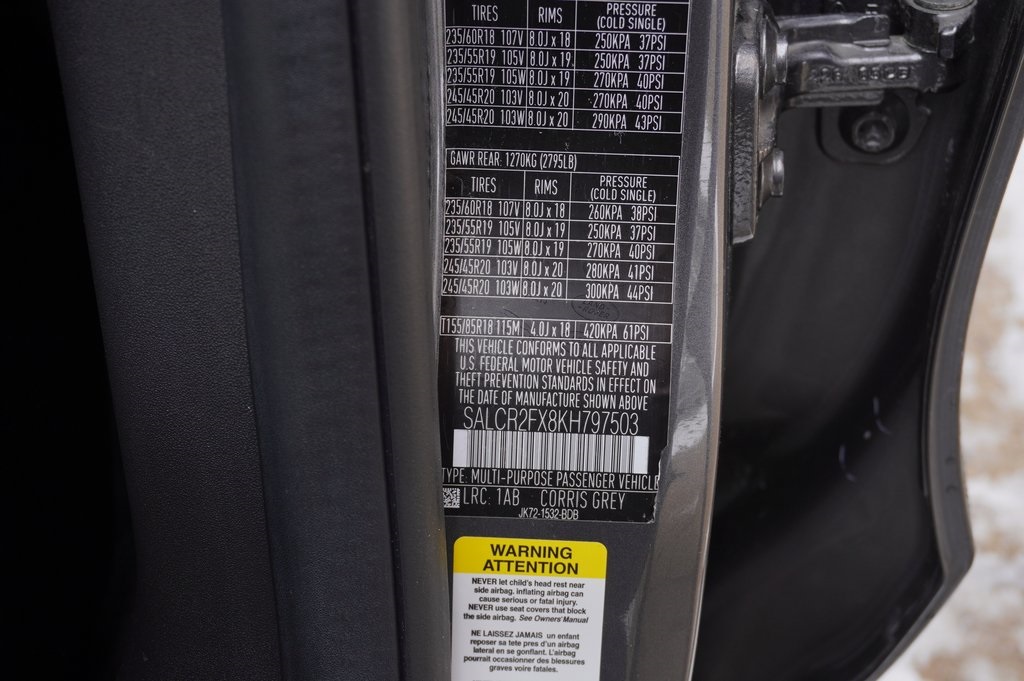 TIRES RIMS PRESSURE (COLD SINGLE)
235/60R18 107V 8.0J x 18 250KPA 37PSI
235/55R19 105V 8.0J x 19 250KPA 37PSI
235/55R19 105W 8.0J x 19 270KPA 40PSI
245/45R20 103V 8.0J x 20 270KPA 40PSI
245/45R20 103W 8.0J x 20 290KPA 43PSI
GAWR REAR: 1270KG (2795LB)
TIRES RIMS PRESSURE (COLD SINGLE)
235/60R18 107V 8.0J x 18 260KPA 38PSI
235/55R19 105V 8.0J x 19 250KPA 37PSI
235/55R19 105W 8.0J x 19 270KPA 40PSI
245/45R20 103V 8.0J x 20 280KPA 41PSI
245/45R20 103W 8.0J x 20 300KPA 44PSI
T155/85R18 115M 4.0J x 18 420KPA 61PSI
THIS VEHICLE CONFORMS TO ALL APPLICABLE
U.S. FEDERAL MOTOR VEHICLE SAFETY AND
THEFT PREVENTION STANDARDS IN EFFECT ON
THE DATE OF MANUFACTURE SHOWN ABOVE
SALCR2FX8KH797503
TYPE: MULTI-PURPOSE PASSENGER VEHICLE
LRC: 1AB CORRIS GREY
JK72-1532-BDB
WARNING
ATTENTION
NEVER let child's head rest near
side airbag, inflating airbag can
cause serious or fatal injury.
NEVER use seat covers that block
the side airbag. See Owners' Manual
NE LAISSEZ JAMAIS un enfant
reposer sa tete pres d'un airbag
lateral en se gonflant. L'airbag
pourrait occasionner des blessures
graves voire fatales.